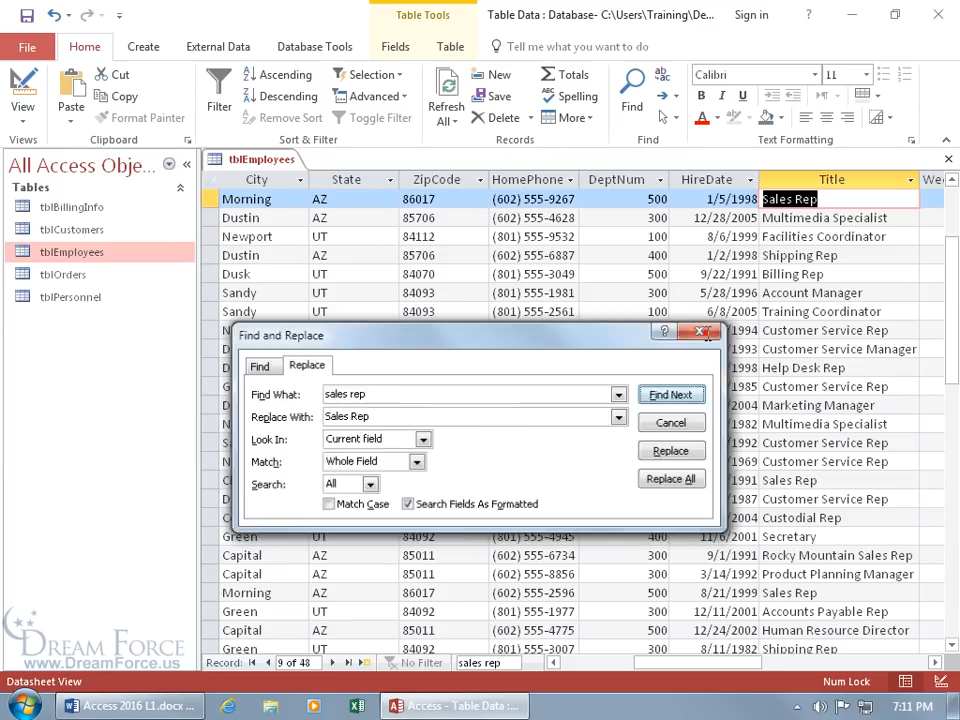 Table Tools
Table Data : Database- C:\Users\Training\De... Sign in ?
File Home Create External Data Database Tools Fields Table Tell me what you want to do
View Paste Cut Copy Format Painter
Filter Ascending Descending Remove Sort Selection Advanced Toggle Filter
Refresh All New Save Delete Totals Spelling More
Find Calibri 11
B I U A
Views Clipboard Sort & Filter Records Find Text Formatting
All Access Obje... «
Tables
tblBillingInfo
tblCustomers
tblEmployees
tblOrders
tblPersonnel
tblEmployees
City State ZipCode HomePhone DeptNum HireDate Title Wee
Morning AZ 86017 (602) 555-9267 500 1/5/1998 Sales Rep
Dustin AZ 85706 (602) 555-4628 300 12/28/2005 Multimedia Specialist
Newport UT 84112 (801) 555-9532 100 8/6/1999 Facilities Coordinator
Dustin AZ 85706 (602) 555-6887 400 1/2/1998 Shipping Rep
Dusk UT 84070 (801) 555-3049 500 9/22/1991 Billing Rep
Sandy UT 84093 (801) 555-1981 300 5/28/1996 Account Manager
Sandy UT 84093 (801) 555-2561 100 6/8/2005 Training Coordinator
1994 Customer Service Rep
1993 Customer Service Manager
1998 Help Desk Rep
1985 Customer Service Rep
2004 Marketing Manager
1998 Multimedia Specialist
1992 Customer Service Rep
1969 Customer Service Rep
1991 Sales Rep
1998 Customer Service Rep
2004 Custodial Rep
Green UT 84092 (801) 555-4945 100 11/6/2001 Secretary
Capital AZ 85011 (602) 555-6734 300 9/1/1991 Rocky Mountain Sales Rep
Capital AZ 85011 (602) 555-8856 300 3/14/1992 Product Planning Manager
Morning AZ 86017 (602) 555-2596 500 8/21/1999 Sales Rep
Green UT 84092 (801) 555-1977 300 12/11/2001 Accounts Payable Rep
Capital AZ 85011 (602) 555-4775 500 12/24/2002 Human Resource Director
Green UT 84092 (801) 555-3007 300 2/11/2003 Shipping Rep
Find and Replace ?
Find Replace
Find What: sales rep Find Next
Replace With: Sales Rep Cancel
Look In: Current field
Match: Whole Field Replace
Search: All Replace All
Match Case Search Fields As Formatted
Record: 9 of 48 No Filter sales rep
DREAM FORCE
www.DreamForce.us
Datasheet View Num Lock
Access 2016 L1.docx ... Access - Table Data :... 7:11 PM